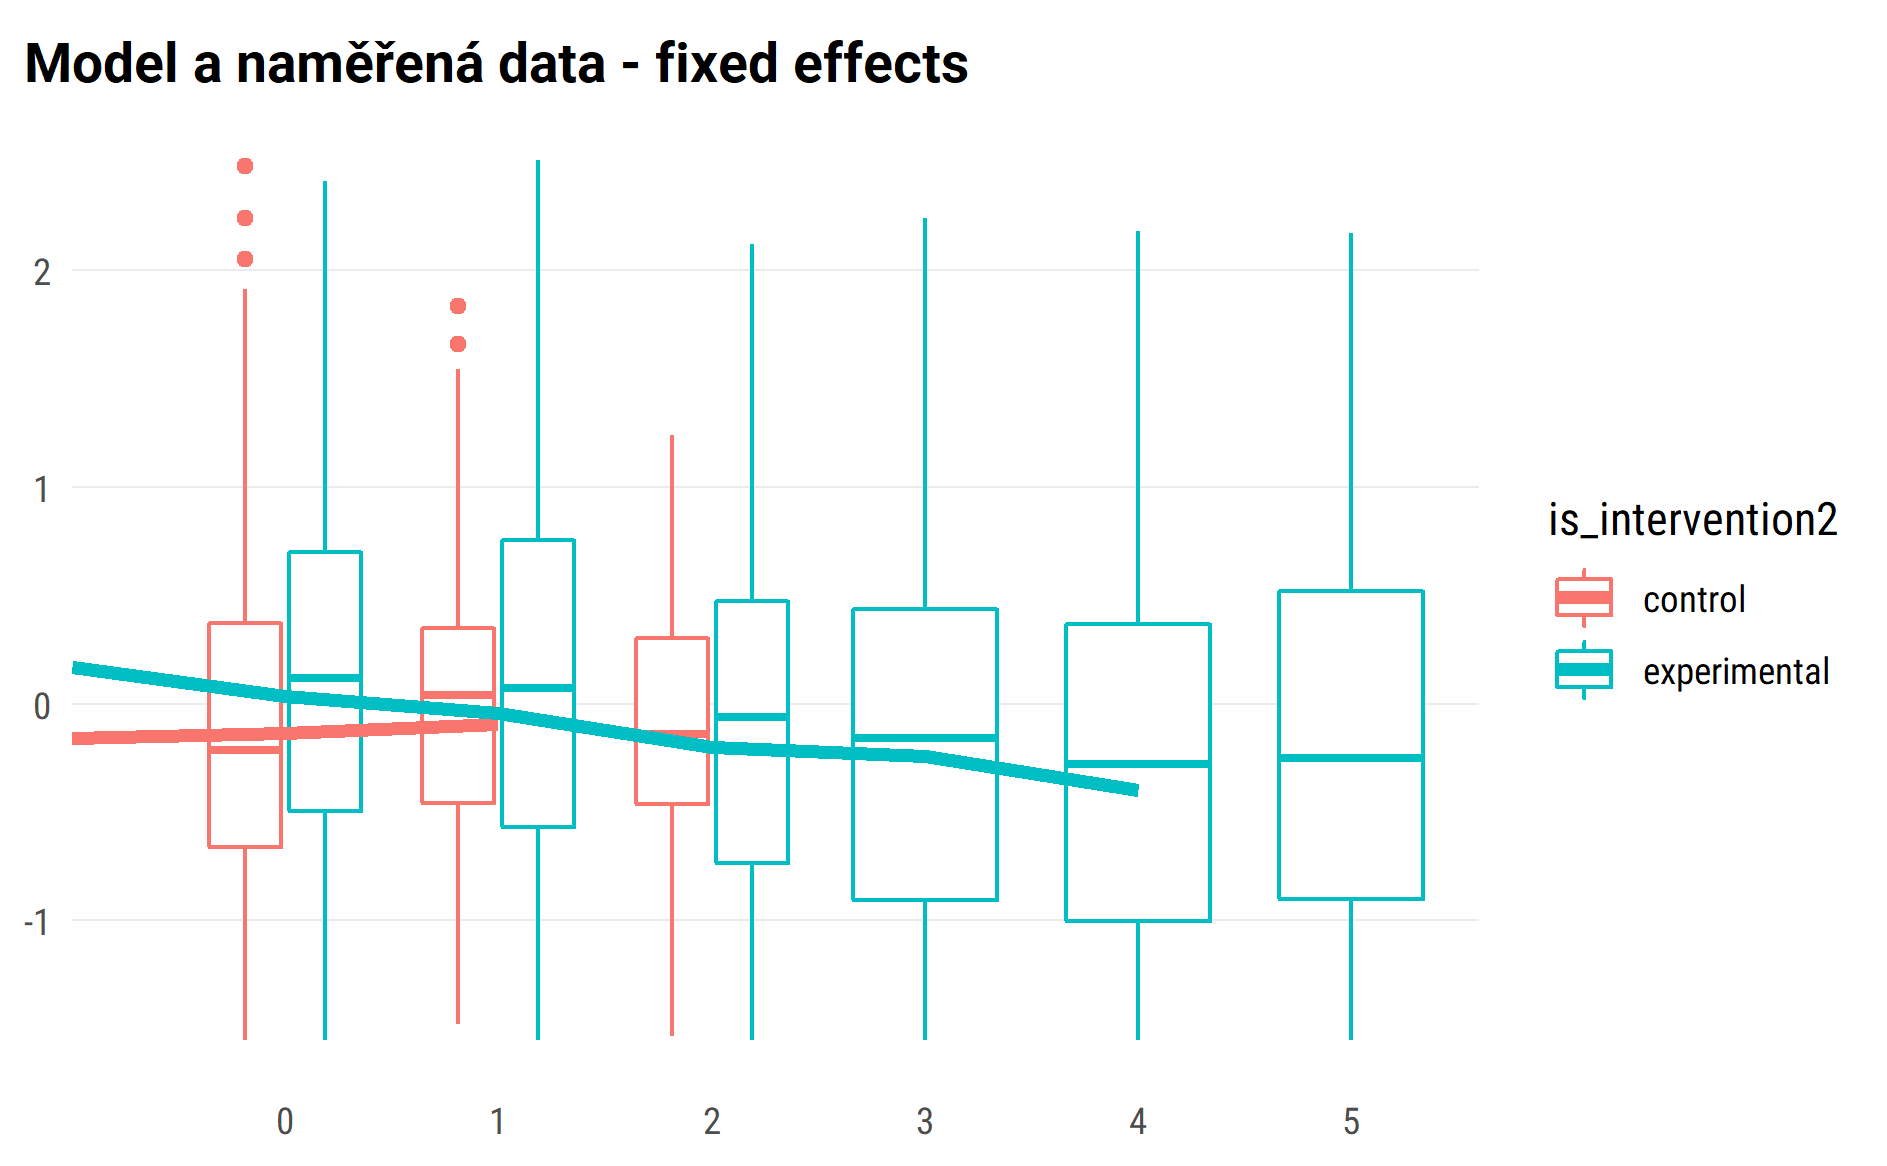 Model a naměřená data - fixed effects
2
1
0
-1
0 1 2 3 4 5
is_intervention2
control
experimental